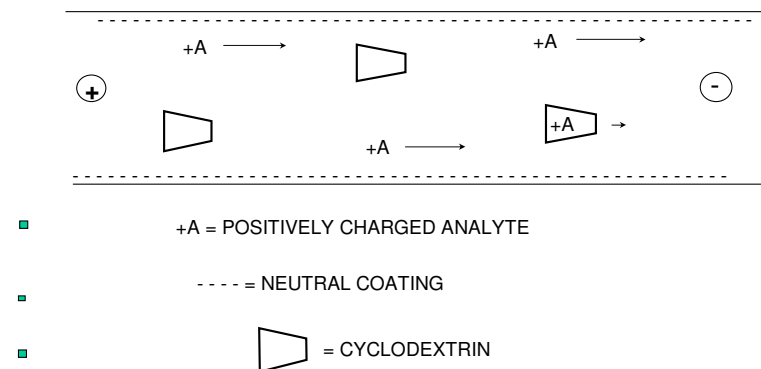 +A
+A
+
-
+A
+A
+A = POSITIVELY CHARGED ANALYTE
- - - - = NEUTRAL COATING
= CYCLODEXTRIN